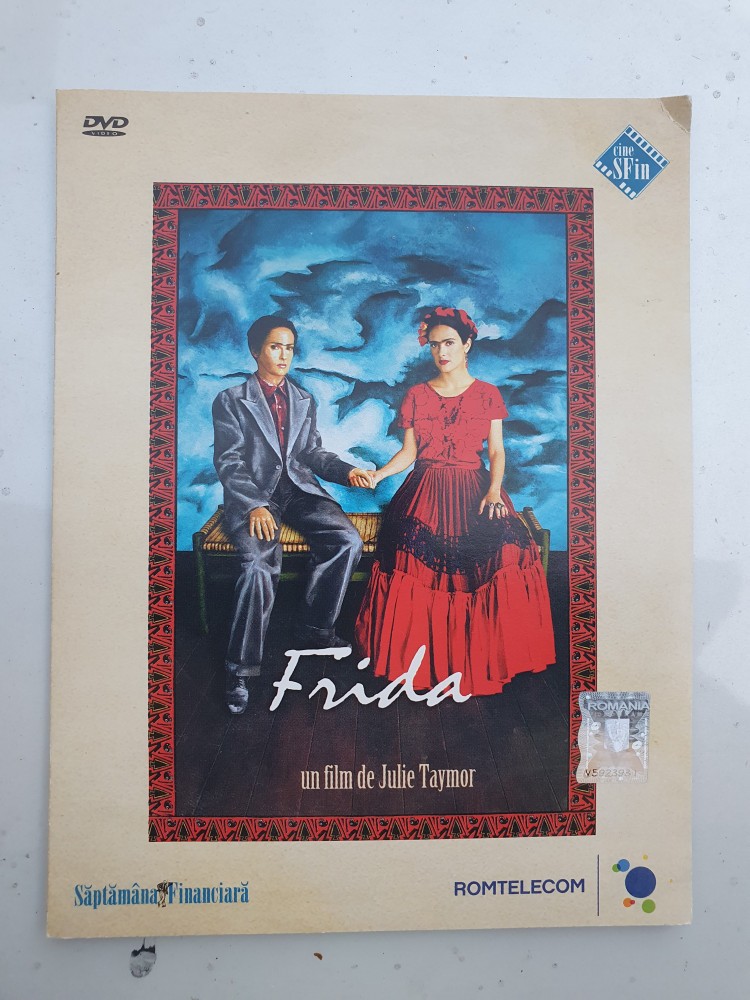 DVD
VIDEO
cine
SFin
Frida
un film de Julie Taymor
ROMANIA
Săptămâna Financiară
ROMTELECOM